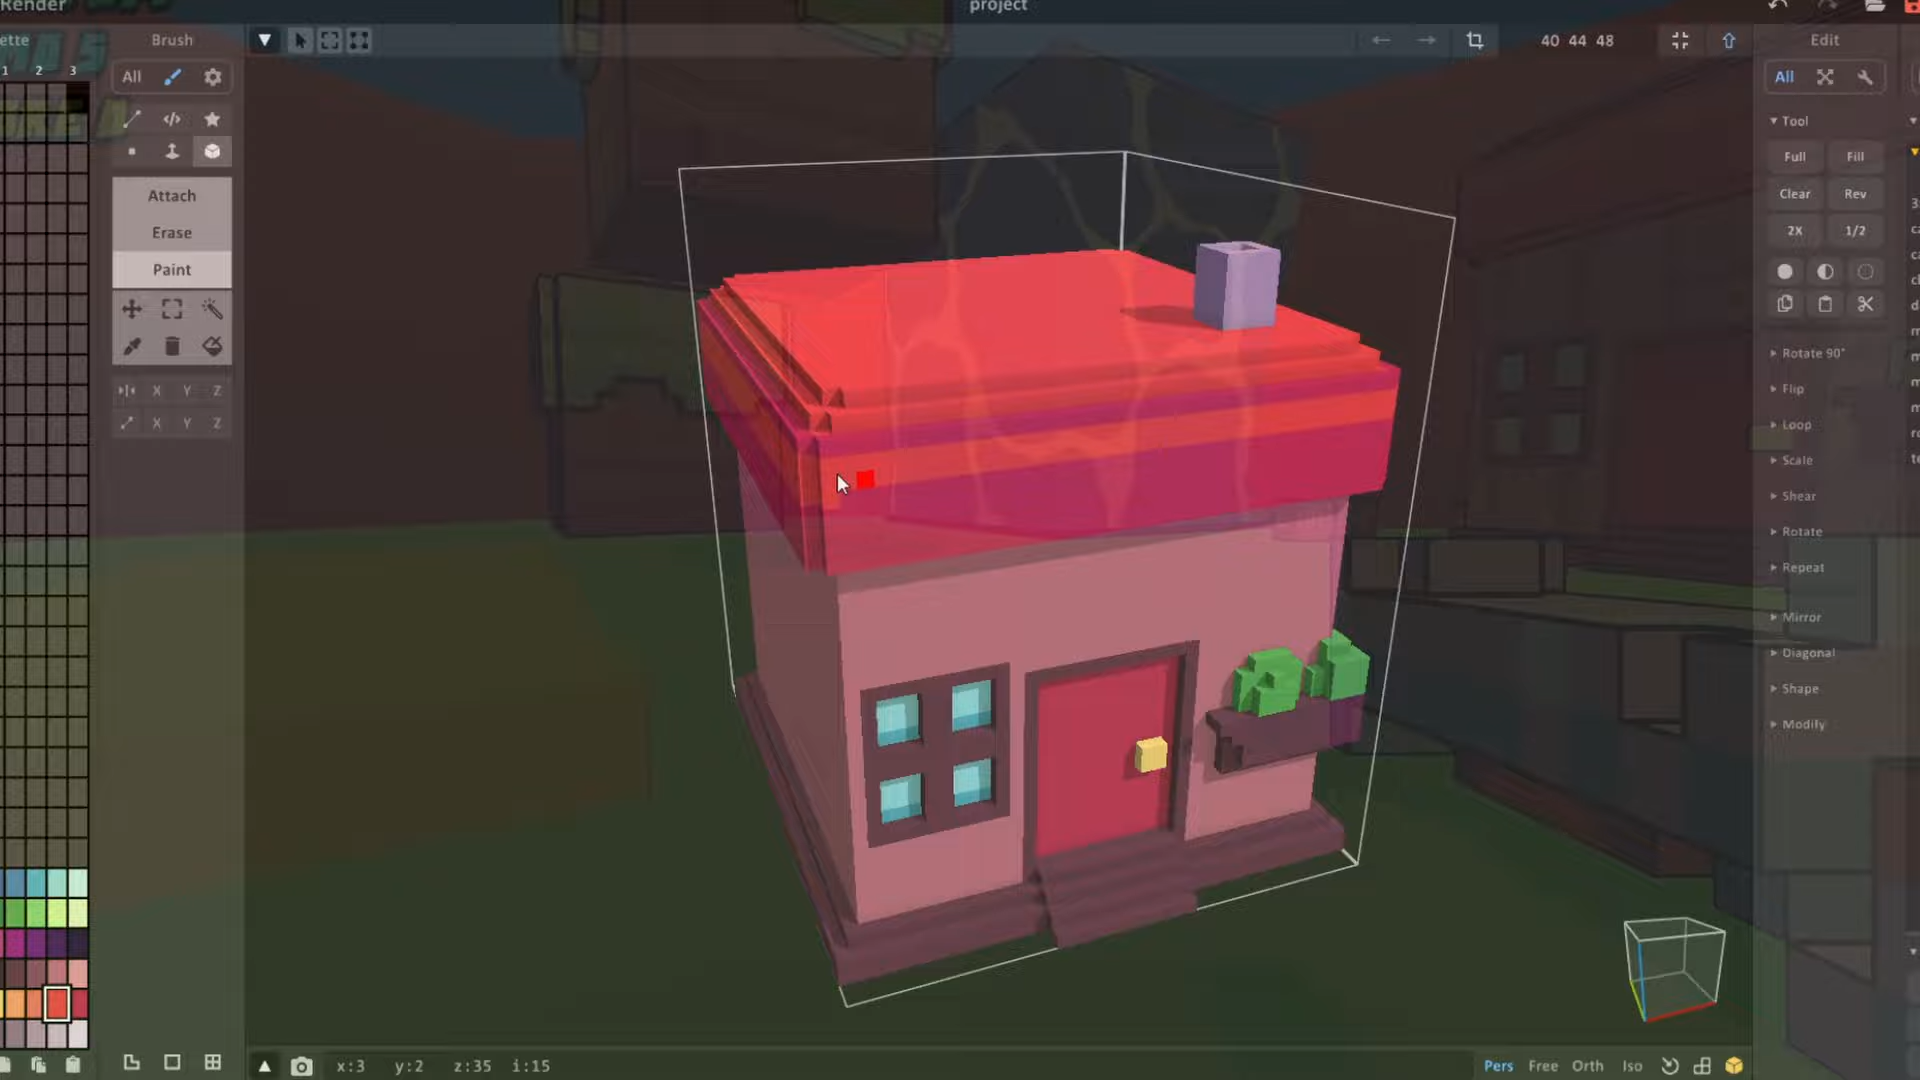 Render
project
ette
Brush
40 44 48
Edit
1 2 3
All
All
Tool
Full
Fill
Attach
Clear
Rev
Erase
2X
1/2
Paint
Rotate 90°
Flip
X Y Z
X Y Z
Loop
Scale
Shear
Rotate
Repeat
Mirror
Diagonal
Shape
Modify
x:3 y:2 z:35 i:15
Pers
Free
Orth
Iso